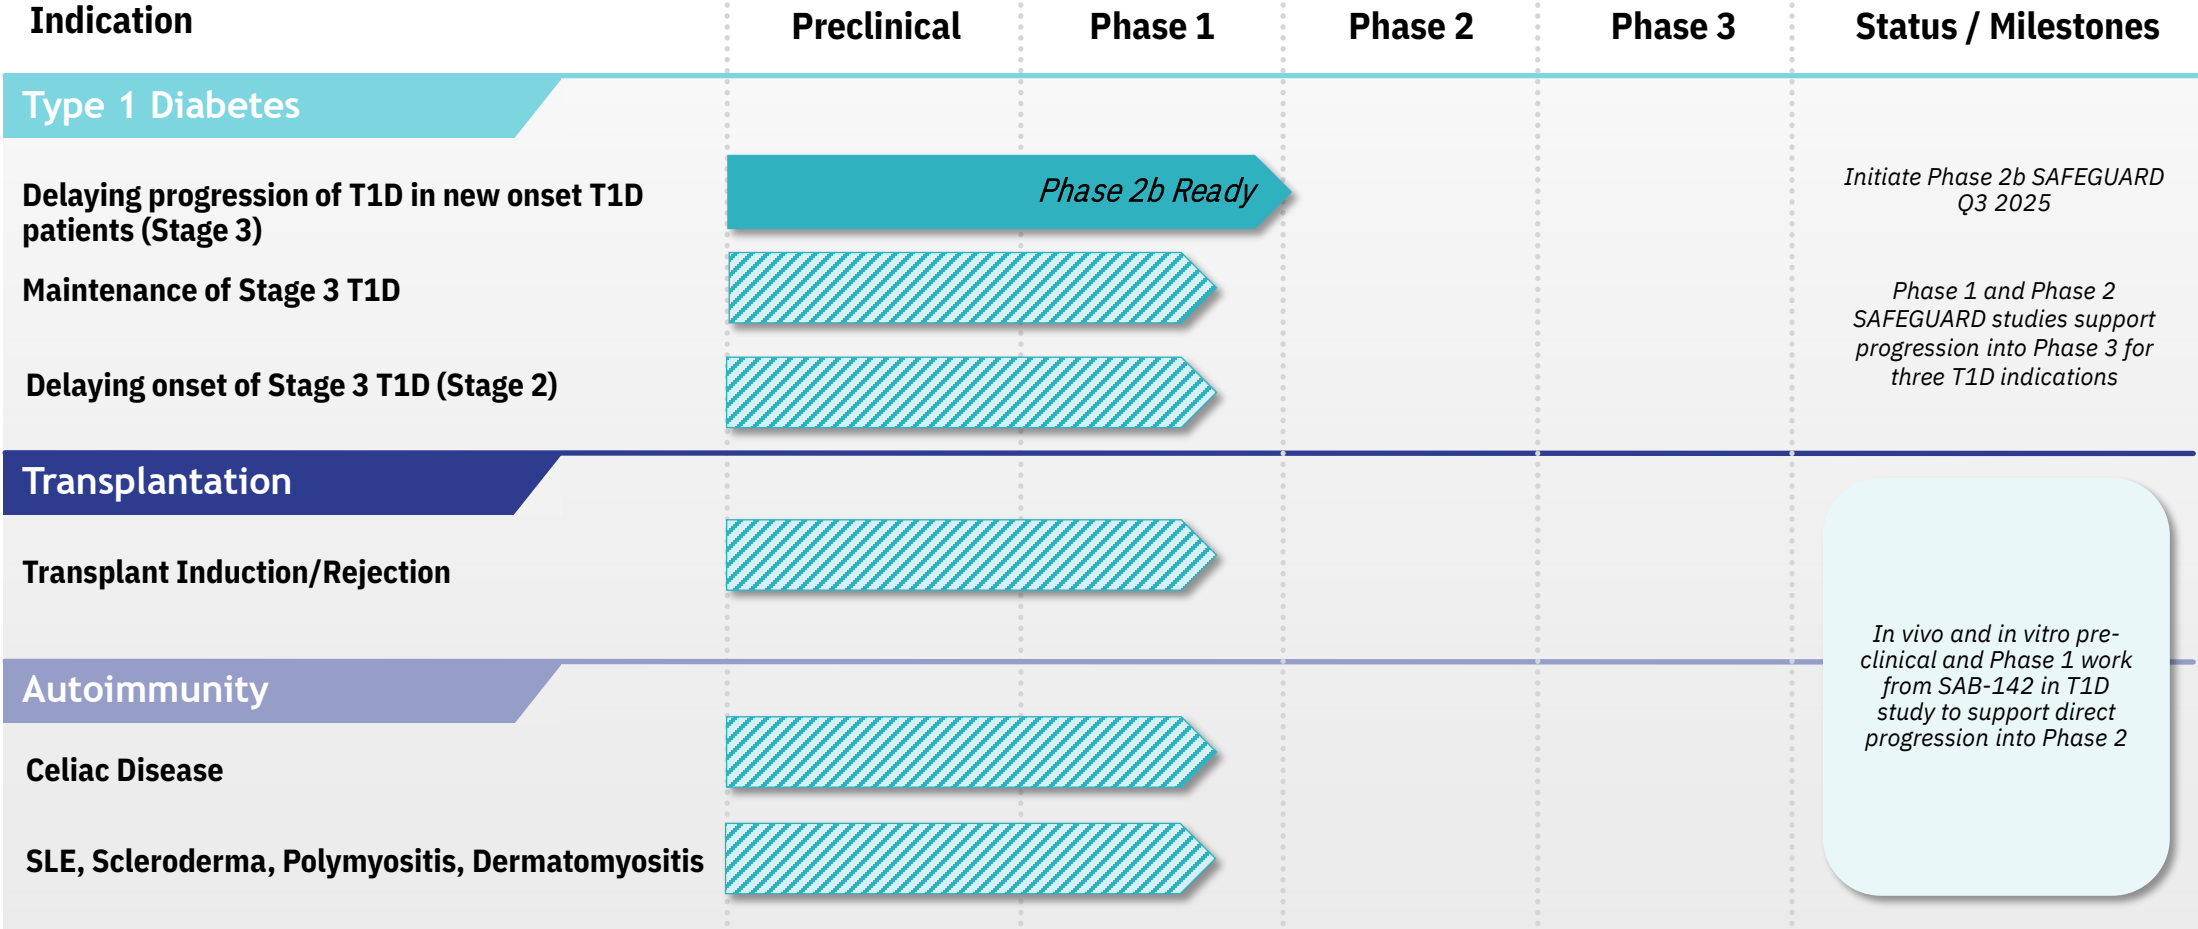 Indication
Preclinical
Phase 1
Phase 2
Phase 3
Status / Milestones
Type 1 Diabetes
Delaying progression of T1D in new onset T1D
patients (Stage 3)
Phase 2b Ready
Initiate Phase 2b SAFEGUARD
Q3 2025
Maintenance of Stage 3 T1D
Phase 1 and Phase 2
SAFEGUARD studies support
progression into Phase 3 for
three T1D indications
Delaying onset of Stage 3 T1D (Stage 2)
Transplantation
Transplant Induction/Rejection
In vivo and in vitro pre-
clinical and Phase 1 work
from SAB-142 in T1D
study to support direct
progression into Phase 2
Autoimmunity
Celiac Disease
SLE, Scleroderma, Polymyositis, Dermatomyositis